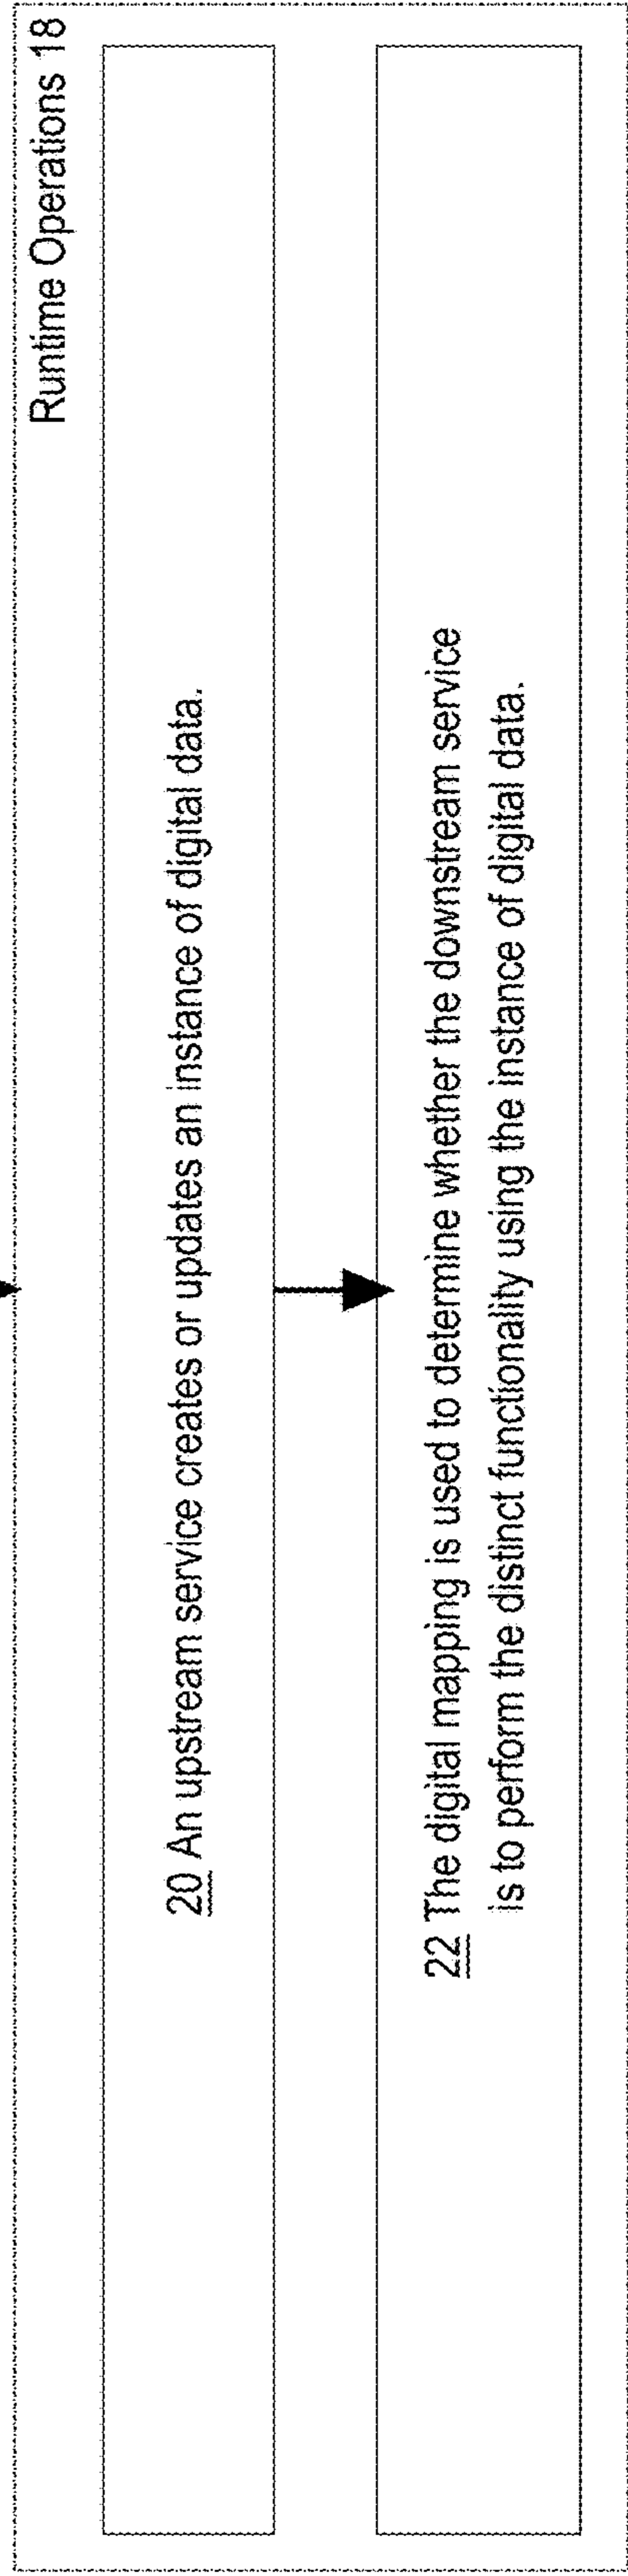 Runtime Operations 18
20 An upstream service creates or updates an instance of digital data.
22 The digital mapping is used to determine whether the downstream service
is to perform the distinct functionality using the instance of digital data.